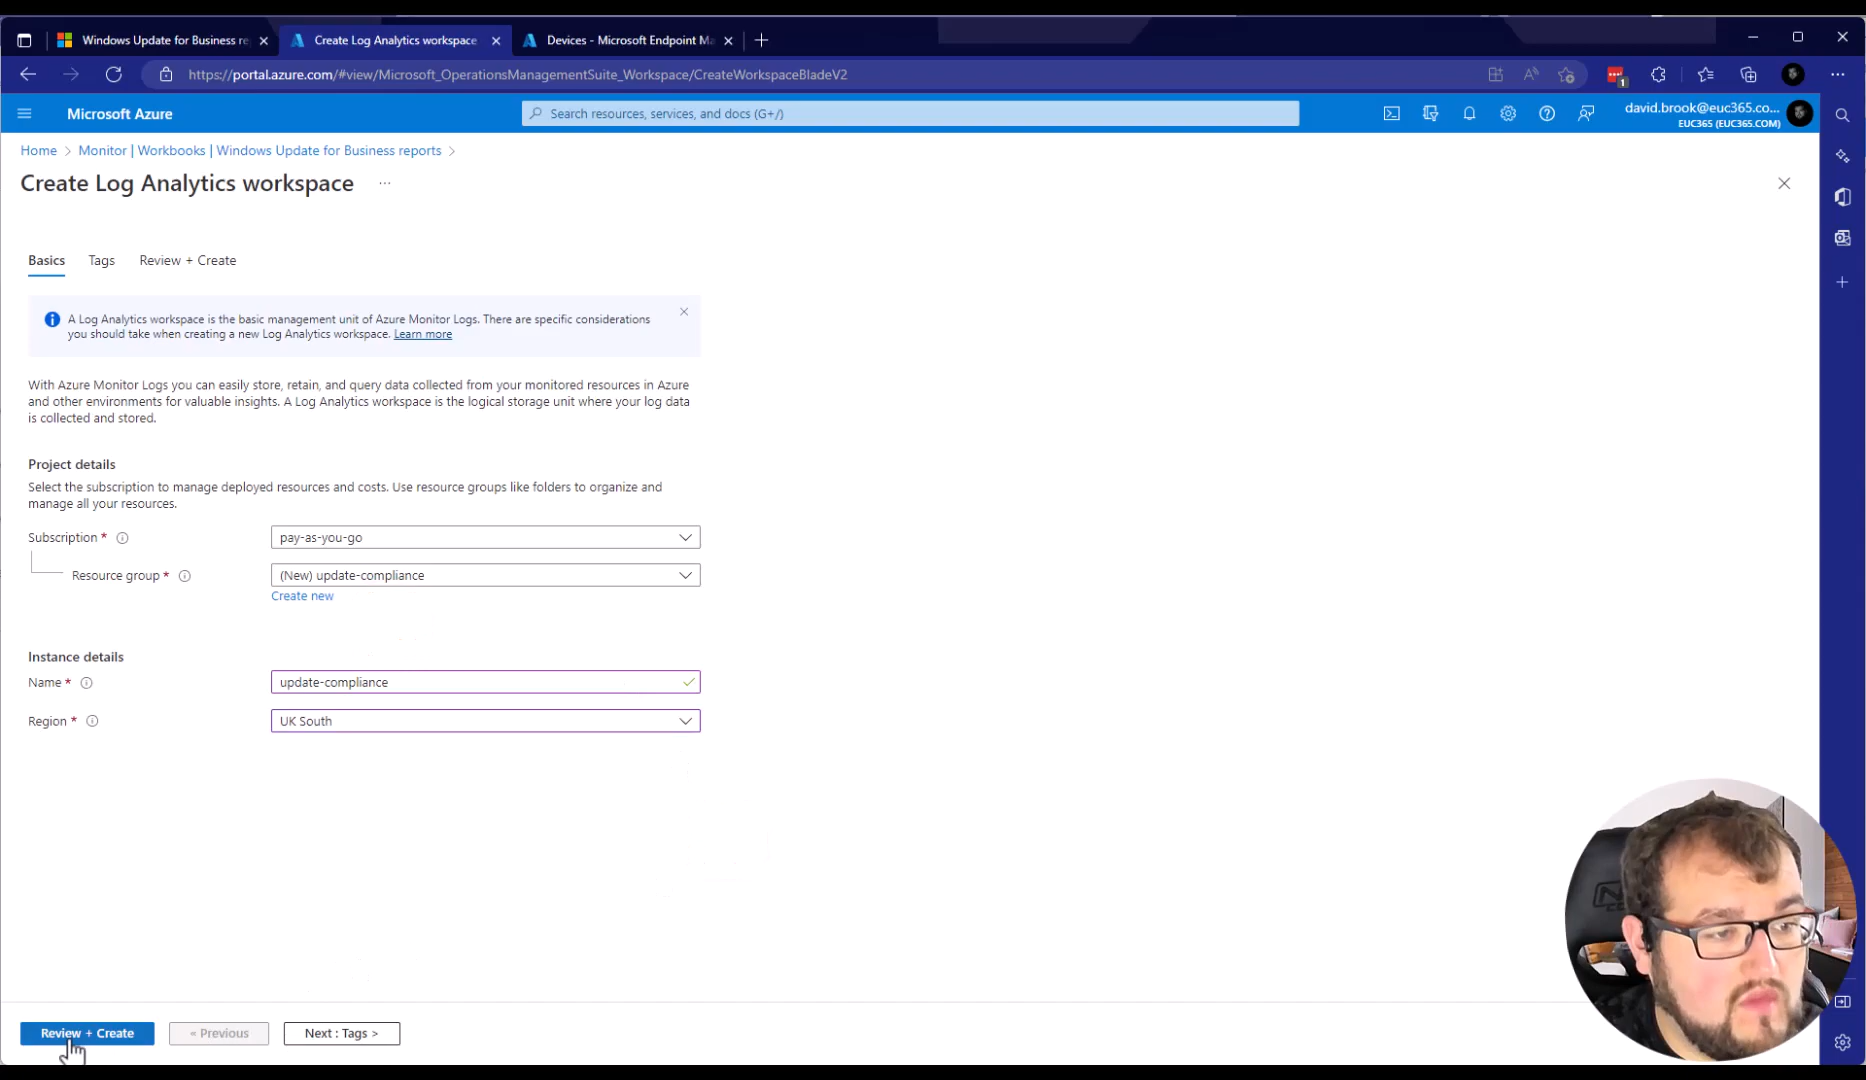 Windows Update for Business re
Create Log Analytics workspace
Devices - Microsoft Endpoint Ma
https://portal.azure.com/#view/Microsoft_OperationsManagementSuite_Workspace/CreateWorkspaceBladeV2
1
Microsoft Azure
Search resources, services, and docs (G+/)
david.brook@euc365.co...
EUC365 (EUC365.COM)
Home > Monitor | Workbooks | Windows Update for Business reports >
Create Log Analytics workspace ...
Basics
Tags
Review + Create
A Log Analytics workspace is the basic management unit of Azure Monitor Logs. There are specific considerations
you should take when creating a new Log Analytics workspace. Learn more
With Azure Monitor Logs you can easily store, retain, and query data collected from your monitored resources in Azure
and other environments for valuable insights. A Log Analytics workspace is the logical storage unit where your log data
is collected and stored.
Project details
Select the subscription to manage deployed resources and costs. Use resource groups like folders to organize and
manage all your resources.
Subscription *
pay-as-you-go
Resource group *
(New) update-compliance
Create new
Instance details
Name *
update-compliance
Region *
UK South
Review + Create
« Previous
Next : Tags >